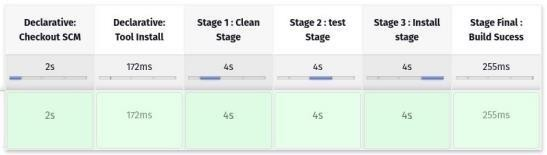 Declarative: Checkout SCM
Declarative: Tool Install
Stage 1 : Clean Stage
Stage 2 : test Stage
Stage 3 : Install stage
Stage Final : Build Sucess
2s 172ms 4s 4s 4s 255ms
2s 172ms 4s 4s 4s 255ms